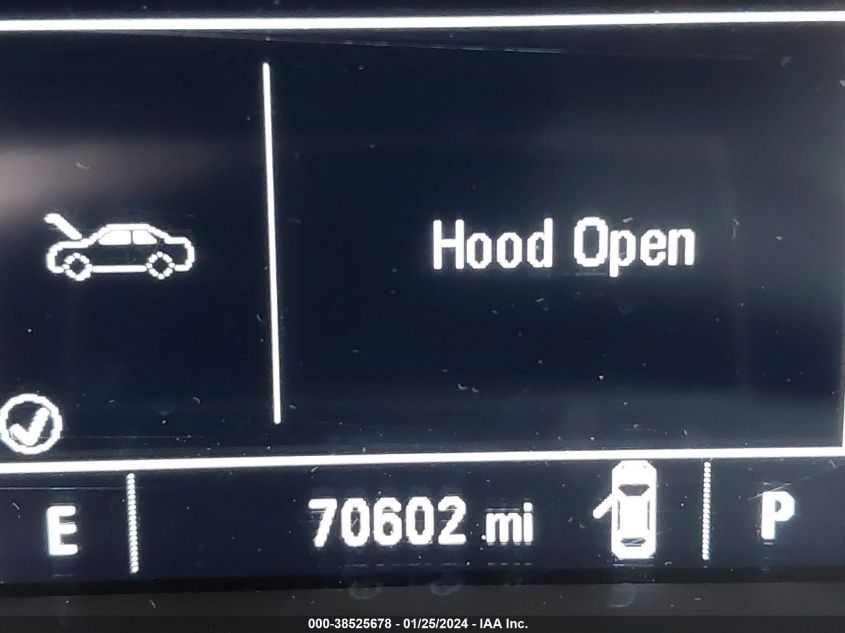 Hood Open
E
70602 mi
P
000-38525678 - 01/25/2024 - IAA Inc.